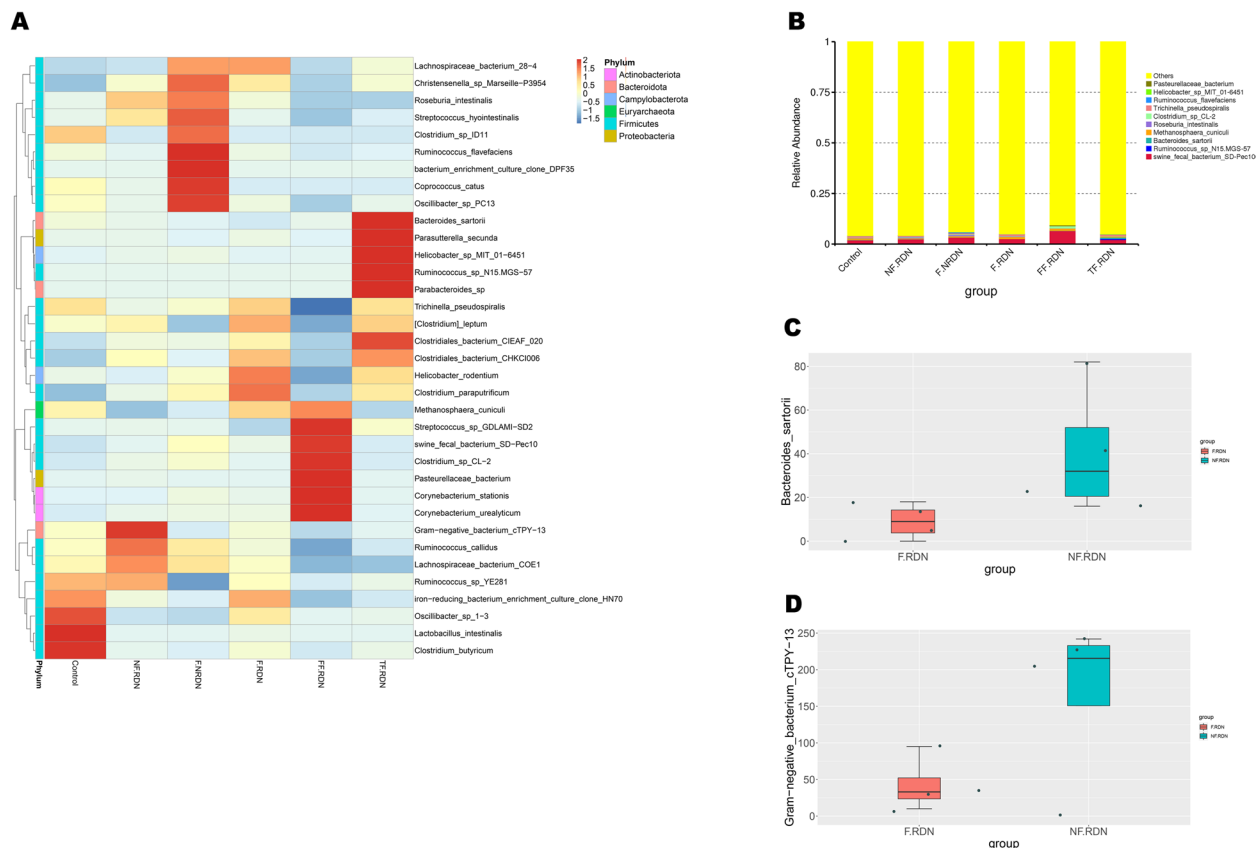 A
2
1.5
1
0.5
0
−0.5
−1
−1.5
Phylum
Actinobacteriota
Bacteroidota
Campylobacterota
Euryarchaeota
Firmicutes
Proteobacteria
Lachnospiraceae_bacterium_28−4
Christensenella_sp_Marseille−P3954
Roseburia_intestinalis
Streptococcus_hyointestinalis
Clostridium_sp_ID11
Ruminococcus_flavefaciens
bacterium_enrichment_culture_clone_DPF35
Coprococcus_catus
Oscillibacter_sp_PC13
Bacteroides_sartorii
Parasutterella_secunda
Helicobacter_sp_MIT_01−6451
Ruminococcus_sp_N15.MGS−57
Parabacteroides_sp
Trichinella_pseudospiralis
[Clostridium]_leptum
Clostridiales_bacterium_CIEAF_020
Clostridiales_bacterium_CHKCI006
Helicobacter_rodentium
Clostridium_paraputrificum
Methanosphaera_cuniculi
Streptococcus_sp_GDLAMI−SD2
swine_fecal_bacterium_SD−Pec10
Clostridium_sp_CL−2
Pasteurellaceae_bacterium
Corynebacterium_stationis
Corynebacterium_urealyticum
Gram−negative_bacterium_cTPY−13
Ruminococcus_callidus
Lachnospiraceae_bacterium_COE1
Ruminococcus_sp_YE281
iron−reducing_bacterium_enrichment_culture_clone_HN70
Oscillibacter_sp_1−3
Lactobacillus_intestinalis
Clostridium_butyricum
Phylum
Control
NF.RDN
F.NRDN
F.RDN
FF.RDN
TF.RDN
B
Relative Abundance
1
0.75
0.5
0.25
0
Control
NF.RDN
F.NRDN
F.RDN
FF.RDN
TF.RDN
group
Others
Pasteurellaceae_bacterium
Helicobacter_sp_MIT_01-6451
Ruminococcus_flavefaciens
Trichinella_pseudospiralis
Clostridium_sp_CL-2
Roseburia_intestinalis
Methanosphaera_cuniculi
Bacteroides_sartorii
Ruminococcus_sp_N15.MGS-57
swine_fecal_bacterium_SD-Pec10
C
Bacteroides_sartorii
80
60
40
20
0
F.RDN
NF.RDN
group
group
F.RDN
NF.RDN
D
Gram−negative_bacterium_cTPY−13
250
200
150
100
50
0
F.RDN
NF.RDN
group
group
F.RDN
NF.RDN